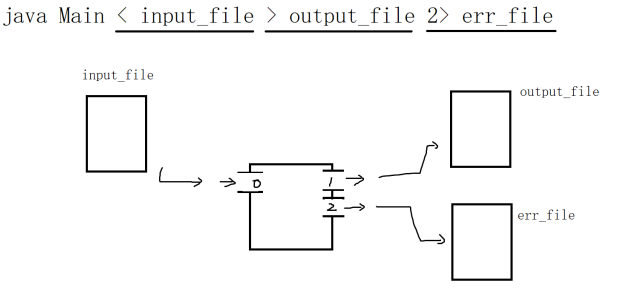 java Main < input_file > output_file 2> err_file
input_file
output_file
0
1
2
err_file